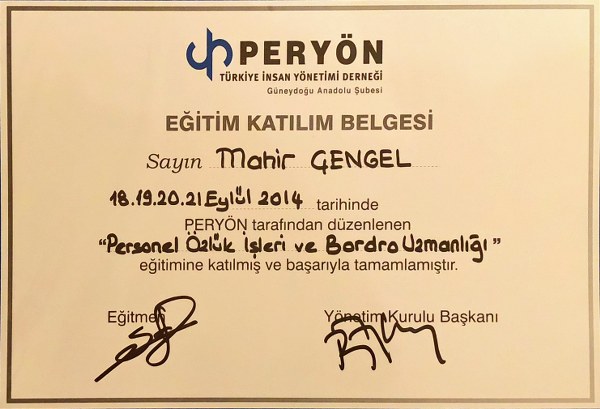 PERYÖN
TÜRKİYE İNSAN YÖNETİMİ DERNEĞİ
Güneydoğu Anadolu Şubesi
EĞİTİM KATILIM BELGESİ
Sayın Mahir GENGEL
18.19.20.21 Eylül 2014 tarihinde
PERYÖN tarafından düzenlenen
"Personel Özlük İşleri ve Bordro Uzmanlığı"
eğitimine katılmış ve başarıyla tamamlamıştır.
Eğitmen Yönetim Kurulu Başkanı